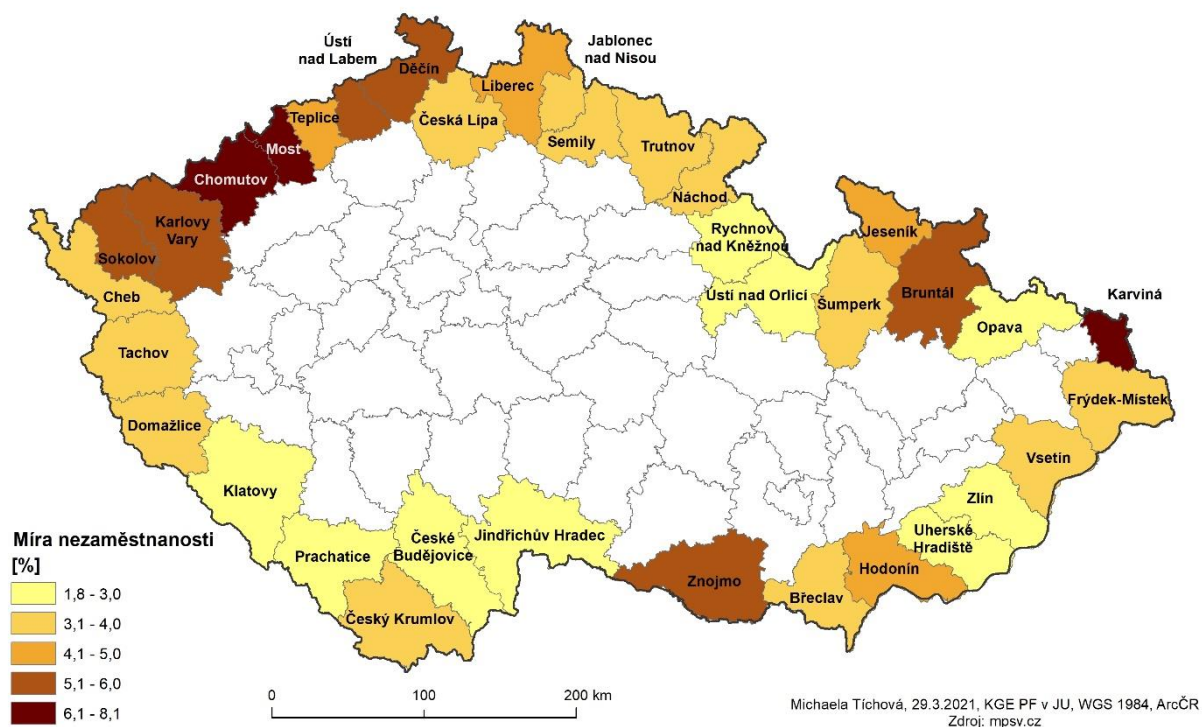 Ústí
nad Labem
Děčín
Jablonec
nad Nisou
Liberec
Teplice
Česká Lípa
Most
Semily
Trutnov
Chomutov
Náchod
Karlovy
Vary
Sokolov
Rychnov
nad Kněžnou
Jeseník
Cheb
Ústí nad Orlicí
Šumperk
Bruntál
Karviná
Opava
Tachov
Frýdek-Místek
Domažlice
Vsetín
Klatovy
Zlín
Uherské
Hradiště
České
Budějovice
Jindřichův Hradec
Prachatice
Hodonín
Znojmo
Břeclav
Český Krumlov
Míra nezaměstnanosti
[%]
1,8 - 3,0
3,1 - 4,0
4,1 - 5,0
5,1 - 6,0
6,1 - 8,1
0 100 200 km
Michaela Tíchová, 29.3.2021, KGE PF v JU, WGS 1984, ArcČR
Zdroj: mpsv.cz